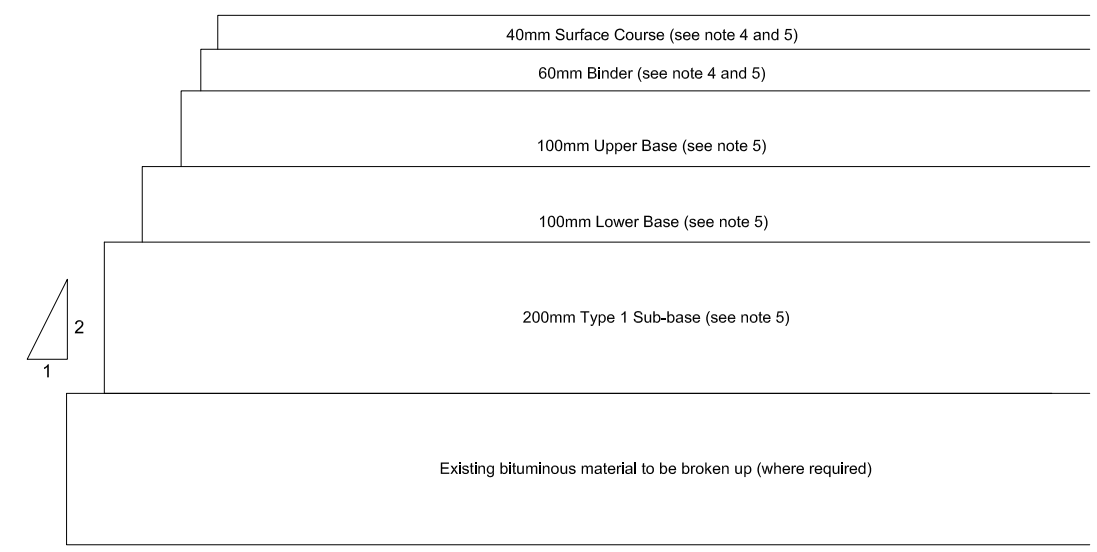 40mm Surface Course (see note 4 and 5)
60mm Binder (see note 4 and 5)
100mm Upper Base (see note 5)
100mm Lower Base (see note 5)
200mm Type 1 Sub-base (see note 5)
2
1
Existing bituminous material to be broken up (where required)